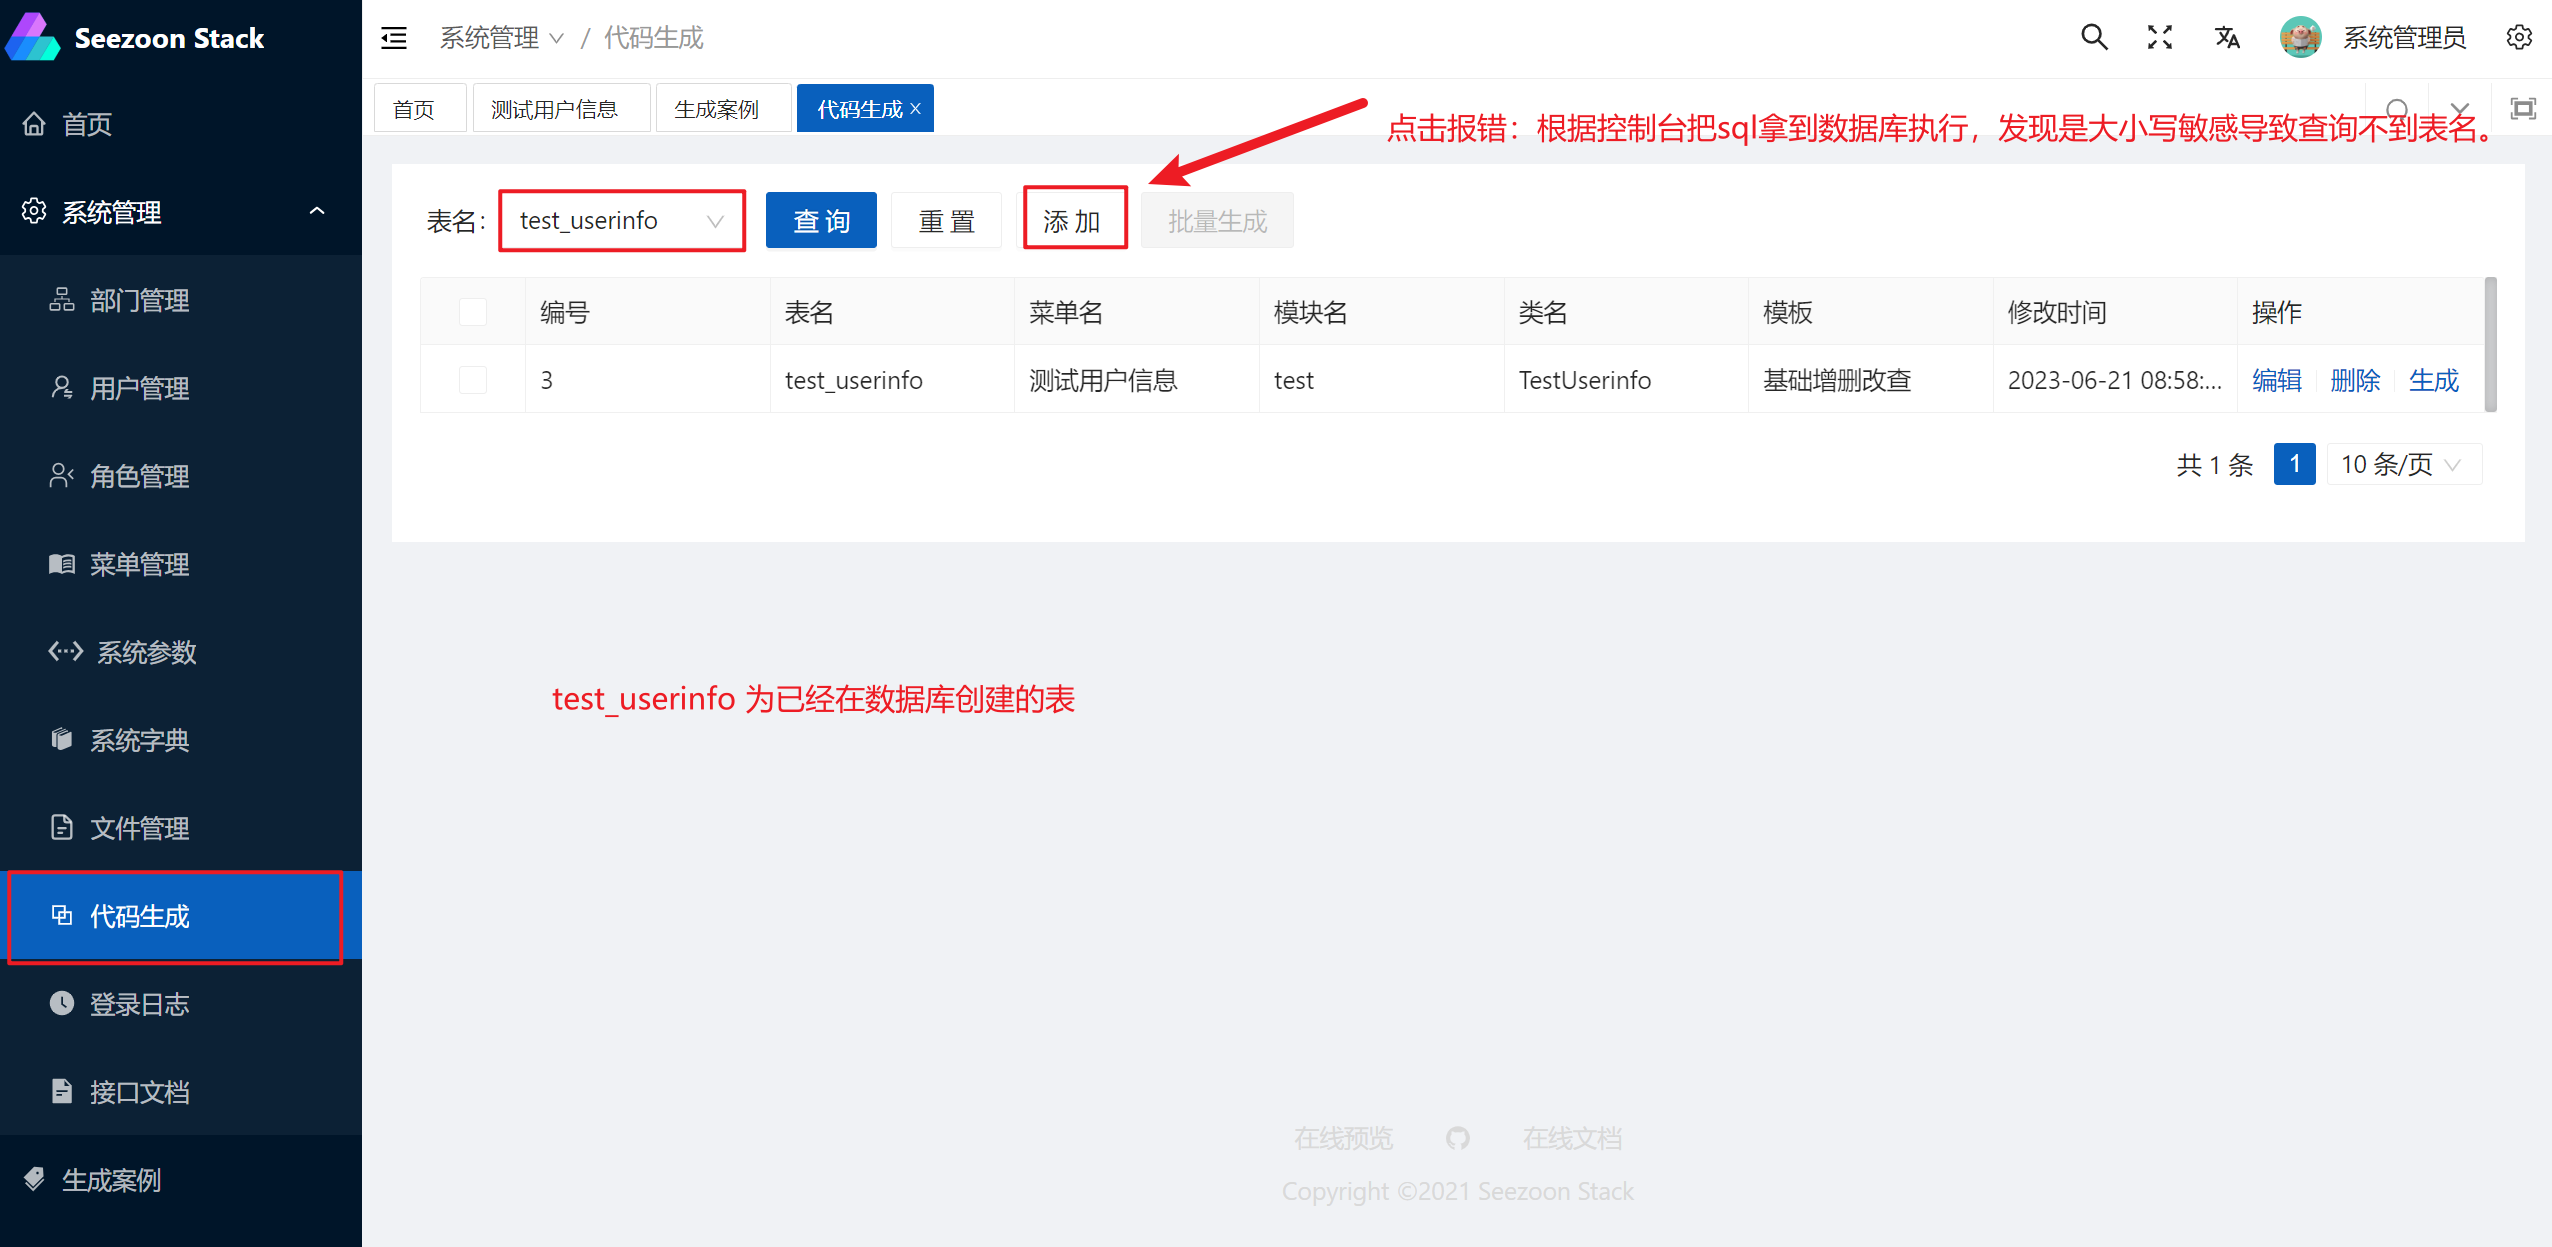 Seezoon Stack
首页
系统管理
部门管理
用户管理
角色管理
菜单管理
系统参数
系统字典
文件管理
代码生成
登录日志
接口文档
生成案例
系统管理 / 代码生成
系统管理员
首页 测试用户信息 生成案例 代码生成
点击报错：根据控制台把sql拿到数据库执行，发现是大小写敏感导致查询不到表名。
表名： test_userinfo 查 询 重 置 添 加 批量生成
编号 表名 菜单名 模块名 类名 模板 修改时间 操作
3 test_userinfo 测试用户信息 test TestUserinfo 基础增删改查 2023-06-21 08:58:... 编辑 删除 生成
共 1 条 1 10 条/页
test_userinfo 为已经在数据库创建的表
在线预览 在线文档
Copyright ©2021 Seezoon Stack